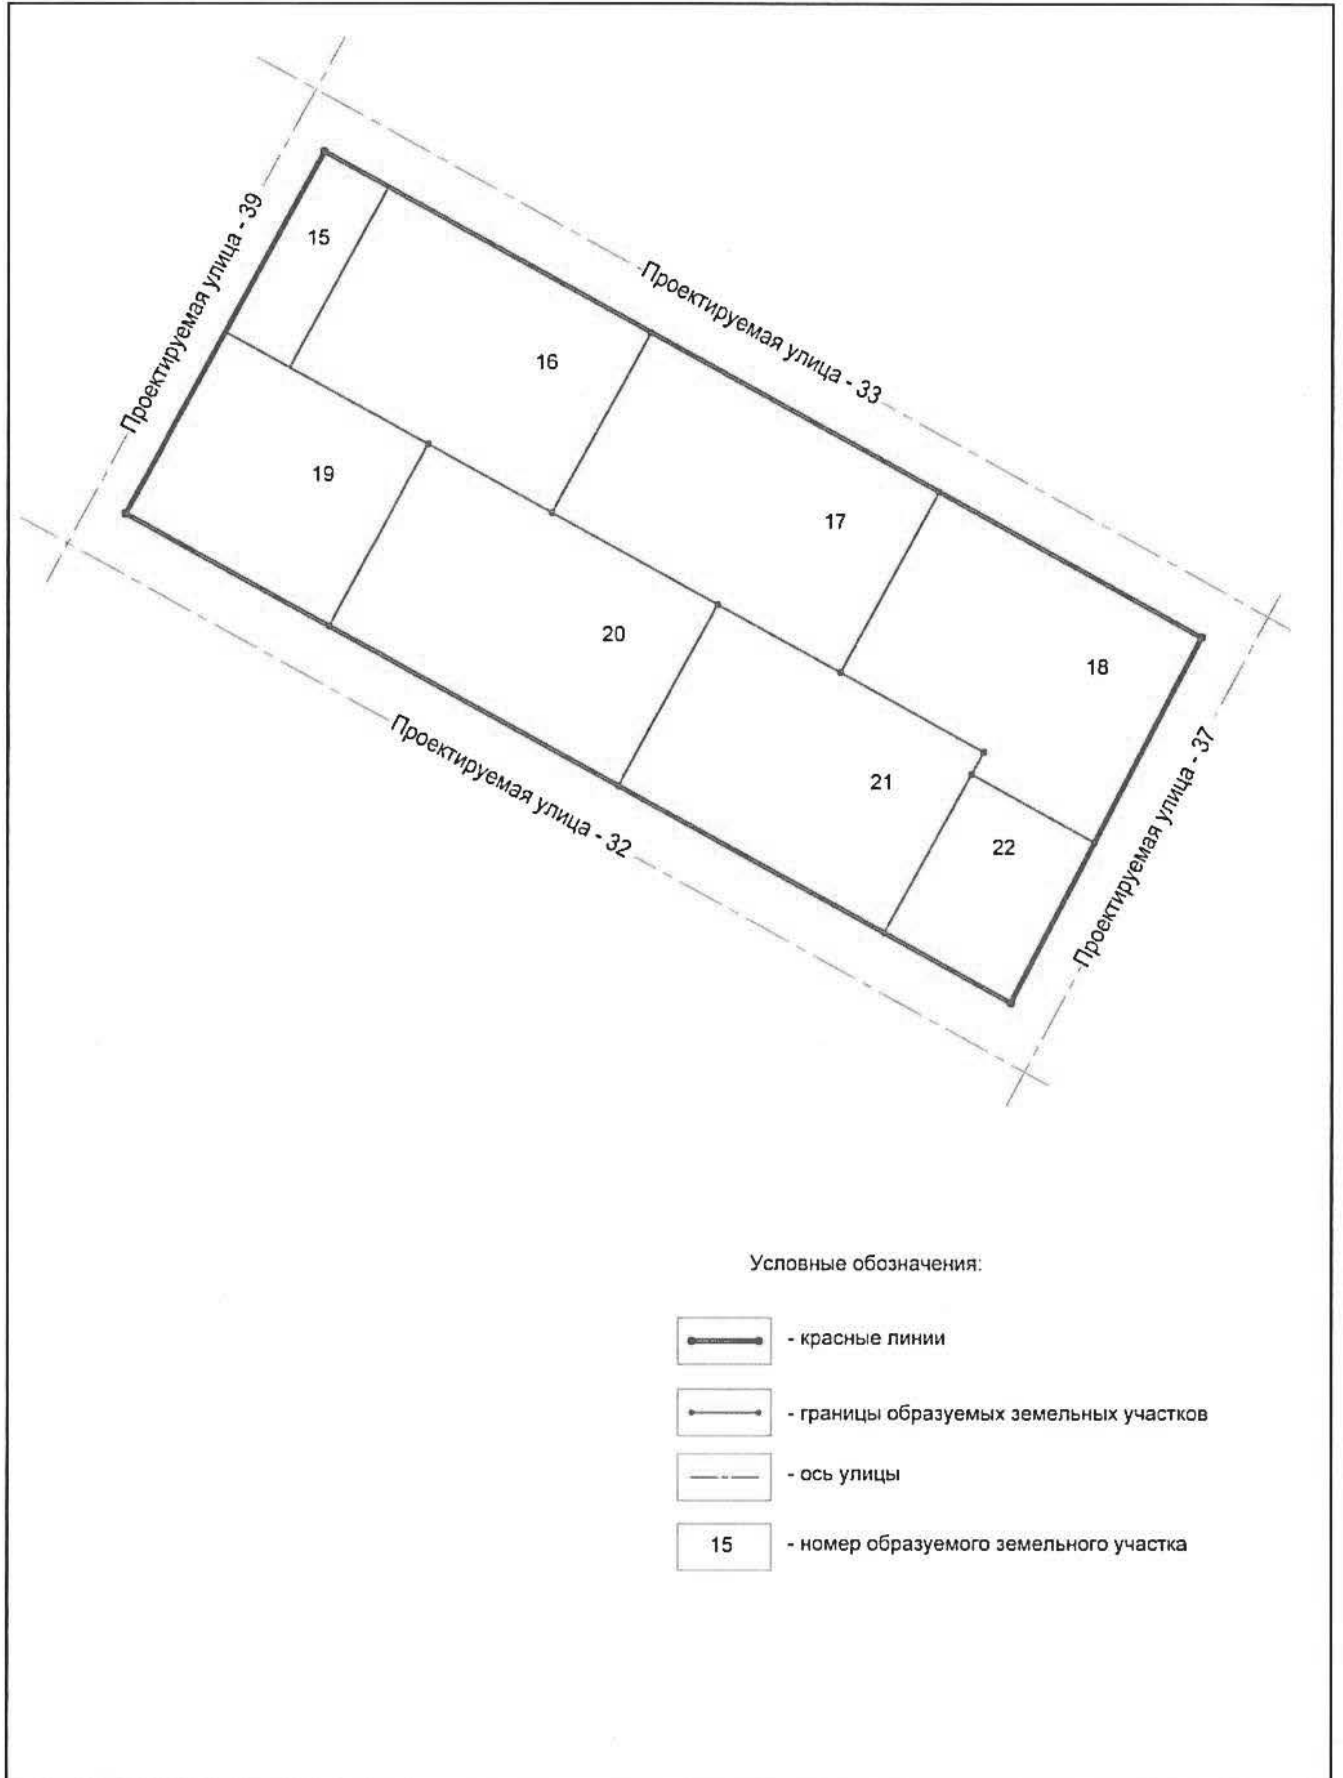 Проектируемая улица - 39
15
Проектируемая улица - 33
16
19
17
20
18
Проектируемая улица - 32
21
Проектируемая улица - 37
22
Условные обозначения:
- красные линии
- границы образуемых земельных участков
- ось улицы
15 - номер образуемого земельного участка